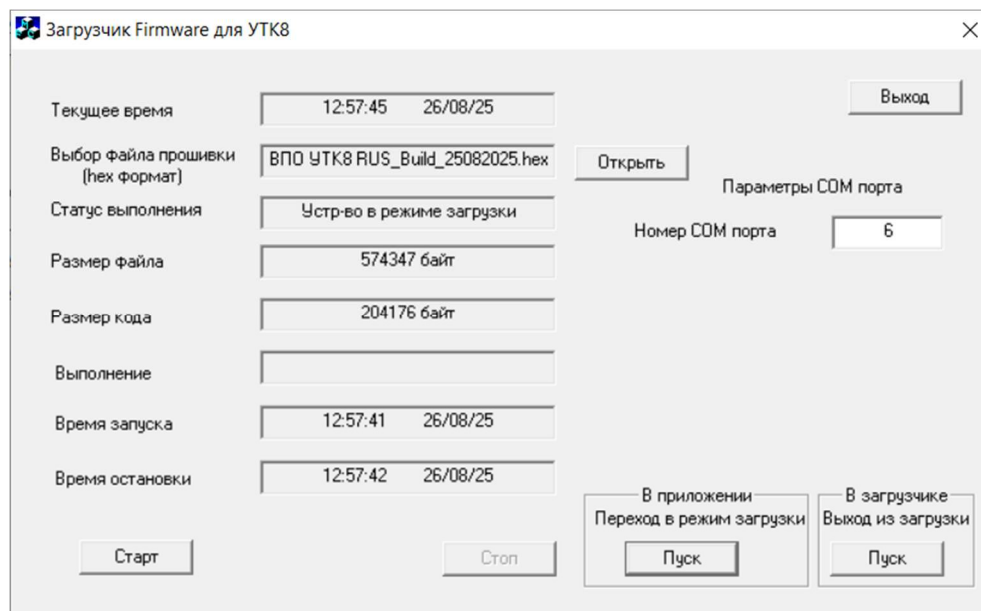 Загрузчик Firmware для УТК8
Текущее время 12:57:45 26/08/25 Выход
Выбор файла прошивки (hex формат) ВПО УТК8 RUS_Build_25082025.hex Открыть
Параметры COM порта
Статус выполнения Устр-во в режиме загрузки
Номер COM порта 6
Размер файла 574347 байт
Размер кода 204176 байт
Выполнение
Время запуска 12:57:41 26/08/25
Время остановки 12:57:42 26/08/25
В приложении В загрузчике
Переход в режим загрузки Выход из загрузки
Старт Стоп Пуск Пуск